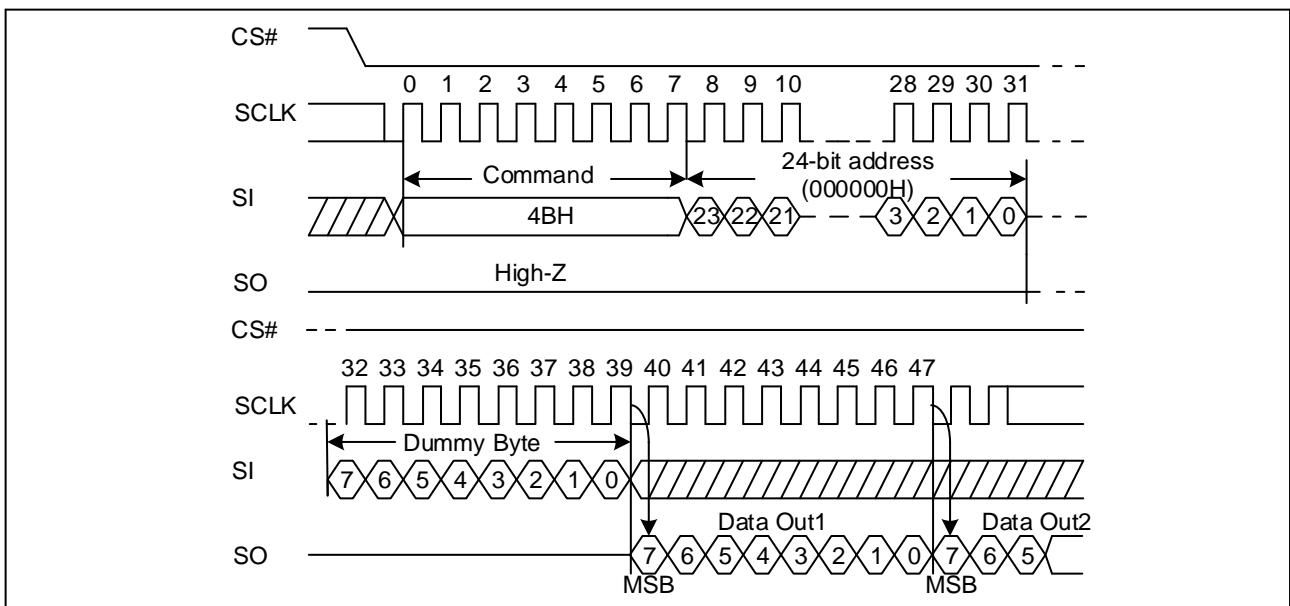 CS#
0 1 2 3 4 5 6 7 8 9 10 28 29 30 31
SCLK
Command
24-bit address
(000000H)
SI
4BH
23 22 21 3 2 1 0
High-Z
SO
CS#
32 33 34 35 36 37 38 39 40 41 42 43 44 45 46 47
SCLK
Dummy Byte
SI
7 6 5 4 3 2 1 0
Data Out1 Data Out2
SO
7 6 5 4 3 2 1 0 7 6 5
MSB MSB